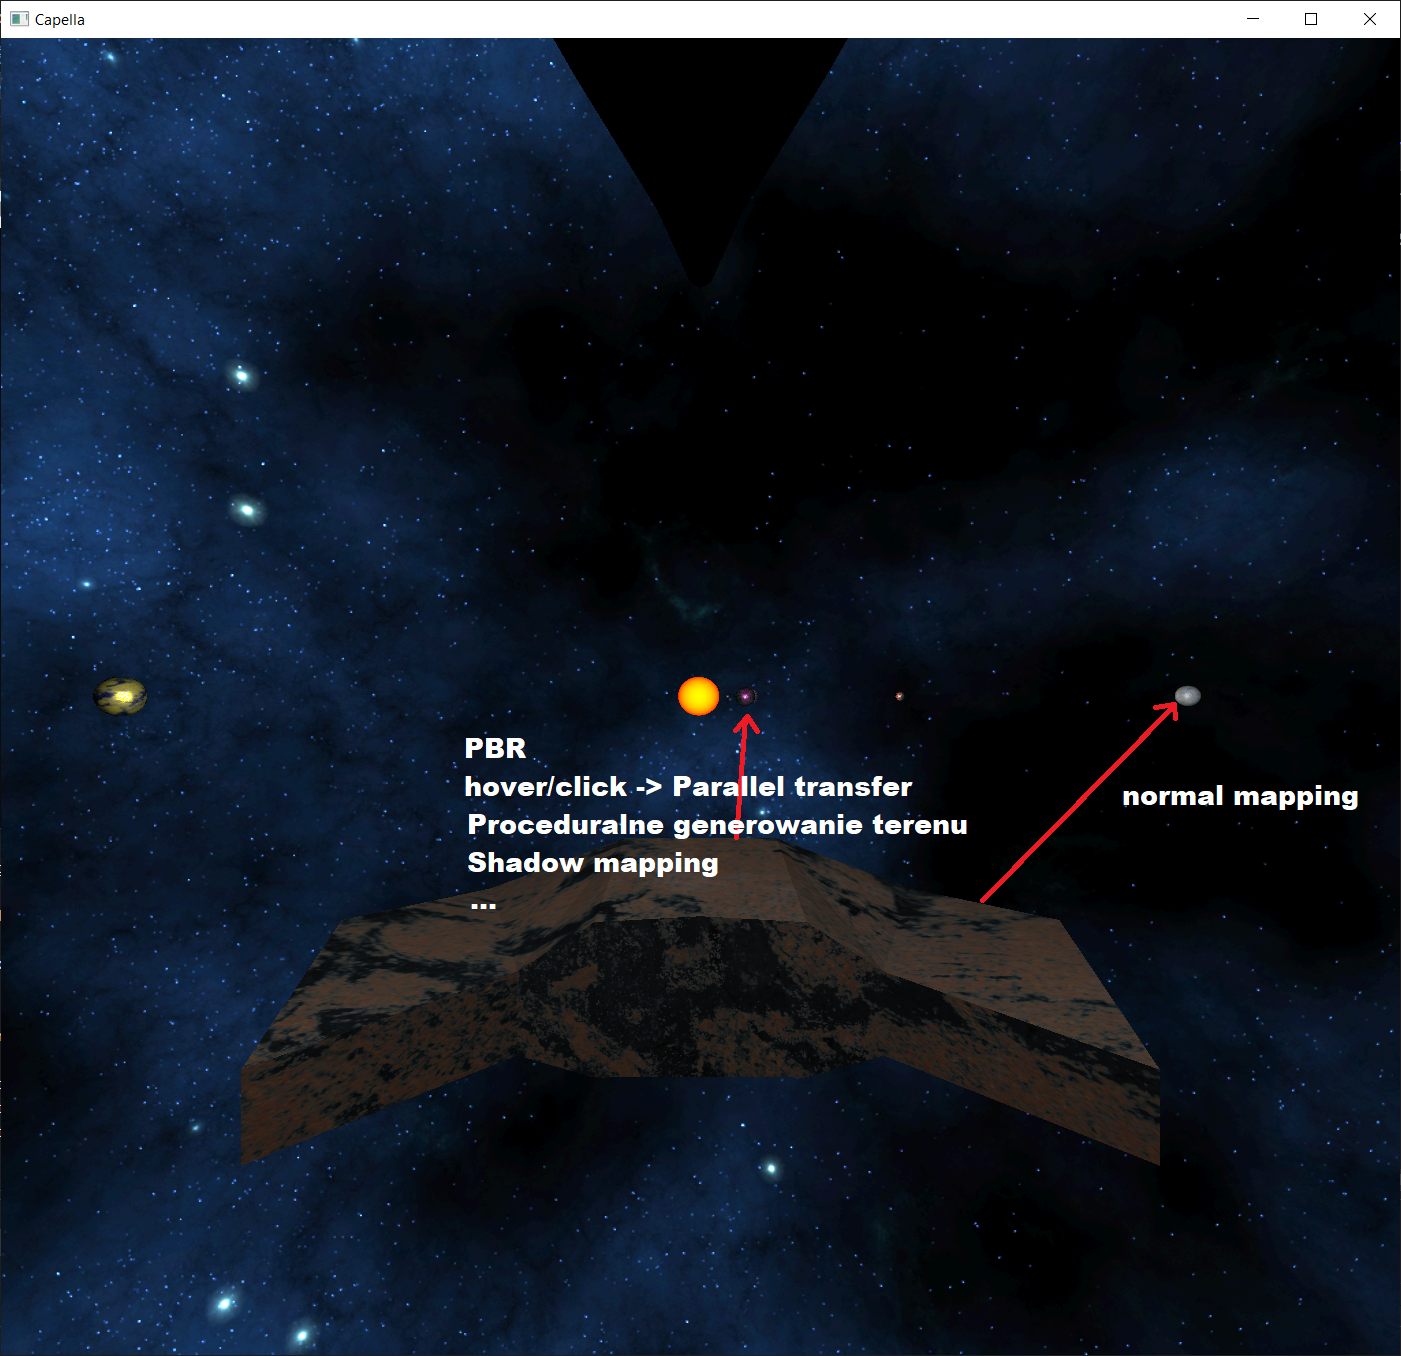 Capella
PBR
hover/click -> Parallel transfer
Proceduralne generowanie terenu
Shadow mapping
...
normal mapping